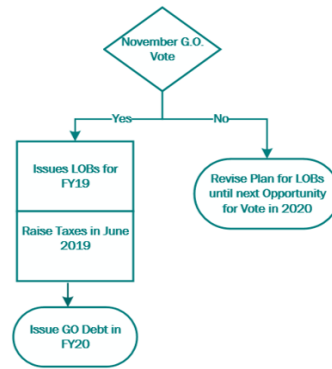 November G.O.
Vote
Yes
No
Issues LOBs for
FY19
Raise Taxes in June
2019
Revise Plan for LOBs
until next Opportunity
for Vote in 2020
Issue GO Debt in
FY20